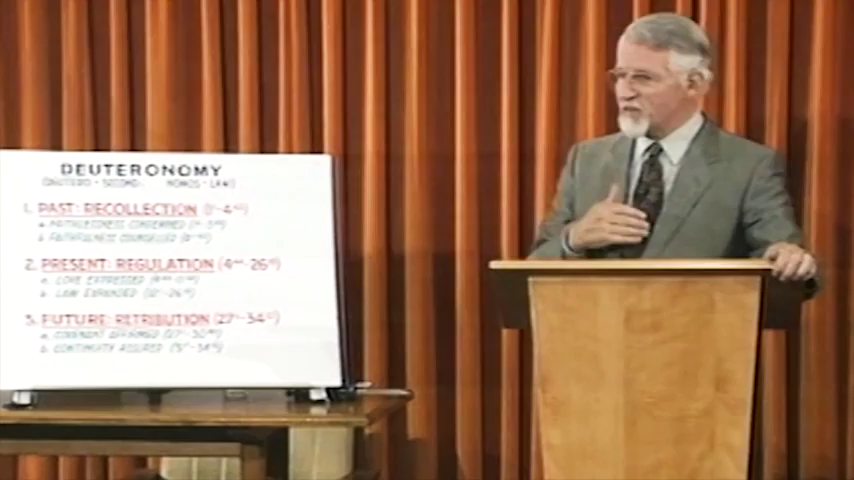 DEUTERONOMY
(DEUTERO = SECOND: NOMOS = LAW)
1. PAST: RECOLLECTION
a. FAITHLESSNESS CONDEMNED
b. FAITHFULNESS COUNSELLED
2. PRESENT: REGULATION
a. LOVE EXPRESSED
b. LAW EXPANDED
3. FUTURE: RETRIBUTION
a. COVENANT AFFIRMED
b. CONTINUITY ASSURED